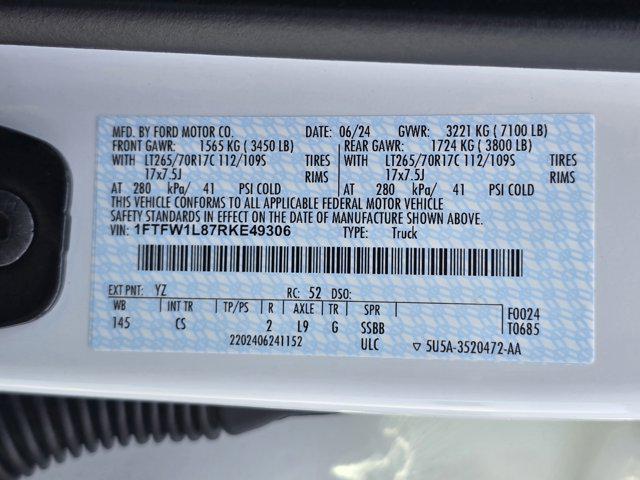 MFD. BY FORD MOTOR CO. DATE: 06/24 GVWR: 3221 KG ( 7100 LB)
FRONT GAWR: 1565 KG ( 3450 LB) REAR GAWR: 1724 KG ( 3800 LB)
WITH LT265/70R17C 112/109S TIRES WITH LT265/70R17C 112/109S TIRES
17x7.5J RIMS 17x7.5J RIMS
AT 280 kPa/ 41 PSI COLD AT 280 kPa/ 41 PSI COLD
THIS VEHICLE CONFORMS TO ALL APPLICABLE FEDERAL MOTOR VEHICLE
SAFETY STANDARDS IN EFFECT ON THE DATE OF MANUFACTURE SHOWN ABOVE.
VIN: 1FTFW1L87RKE49306 TYPE: Truck
EXT PNT: YZ RC: 52 DSO:
WB INT TR TP/PS R AXLE TR SPR F0024
145 CS 2 L9 G SSBB T0685
2202406241152 ULC ▽ 5U5A-3520472-AA